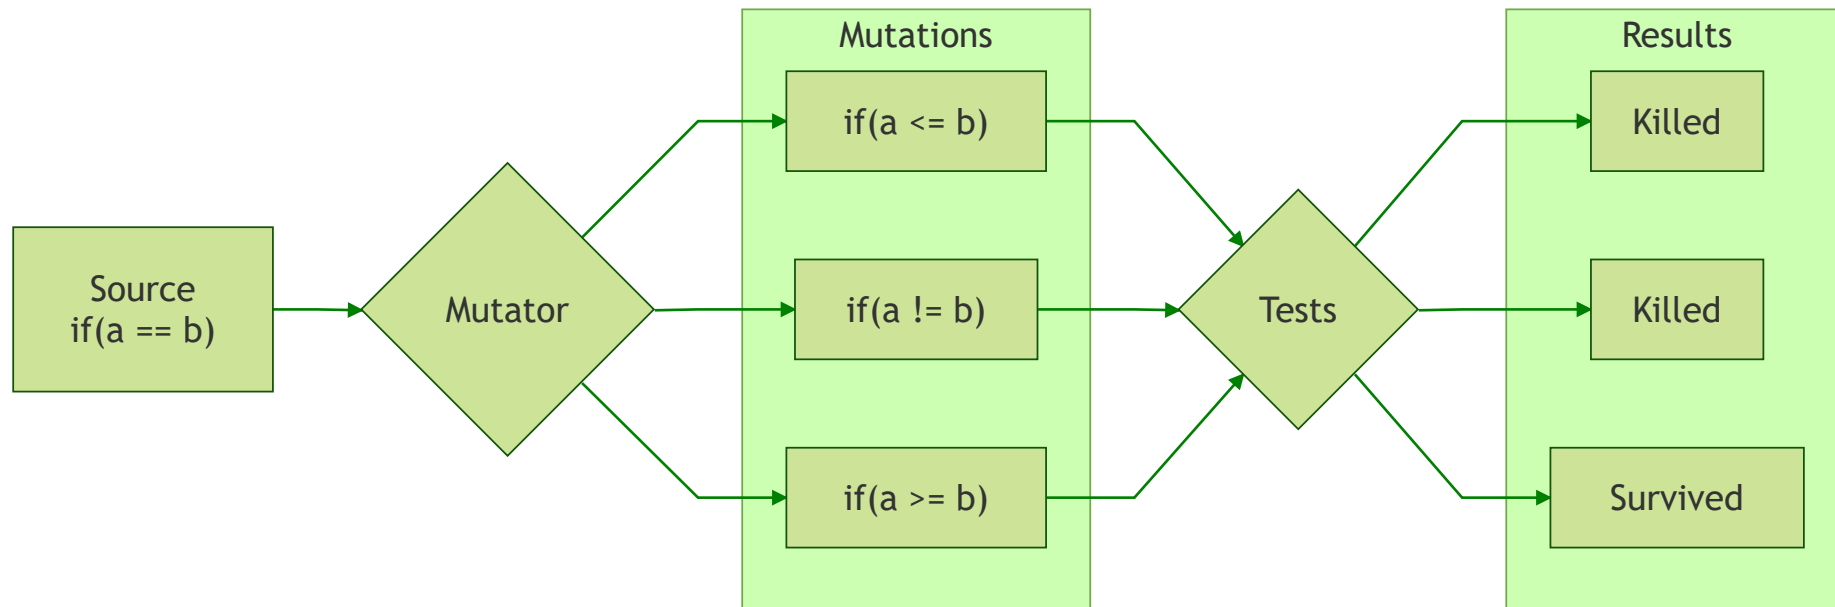 Source
if(a == b)
Mutator
Mutations
if(a <= b)
if(a != b)
if(a >= b)
Tests
Results
Killed
Killed
Survived